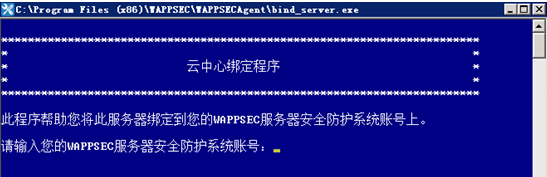 C:\Program Files (x86)\WAPPSEC\WAPPSECAgent\bind_server.exe
************************************************************
* *
* 云中心绑定程序 *
* *
************************************************************
此程序帮助您将此服务器绑定到您的WAPPSEC服务器安全防护系统账号上。
请输入您的WAPPSEC服务器安全防护系统账号：_